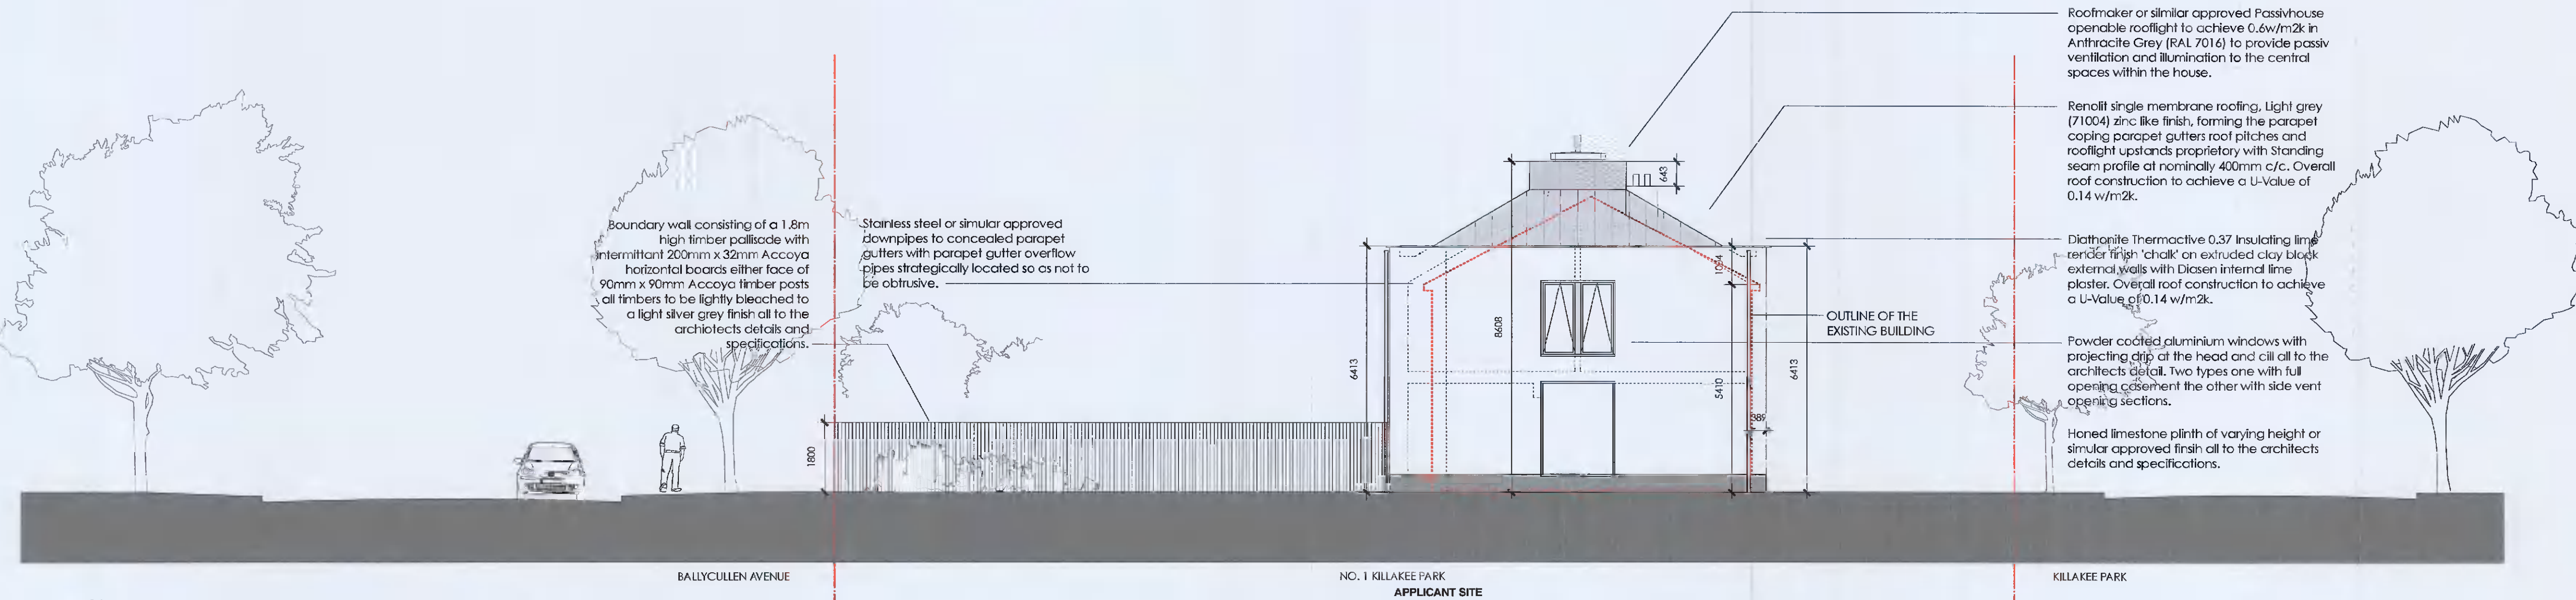 Roofmaker or silmilar approved Passivhouse
openable rooflight to achieve 0.6w/m2k in
Anthracite Grey (RAL 7016) to provide passiv
ventilation and illumination to the central
spaces within the house.
Renolit single membrane roofing, Light grey
(71004) zinc like finish, forming the parapet
coping parapet gutters roof pitches and
rooflight upstands proprietory with Standing
seam profile at nominally 400mm c/c. Overall
roof construction to achieve a U-Value of
0.14 w/m2k.
Boundary wall consisting of a 1.8m
high timber pallisade with
intermittant 200mm x 32mm Accoya
horizontal boards either face of
90mm x 90mm Accoya timber posts
all timbers to be lightly bleached to
a light silver grey finish all to the
archiotects details and
specifications.
Stainless steel or simular approved
downpipes to concealed parapet
gutters with parapet gutter overflow
pipes strategically located so as not to
be obtrusive.
Diathonite Thermactive 0.37 Insulating lime
render finish 'chalk' on extruded clay block
external walls with Diasen internal lime
plaster. Overall roof construction to achieve
a U-Value of 0.14 w/m2k.
OUTLINE OF THE
EXISTING BUILDING
Powder coated aluminium windows with
projecting drip at the head and cill all to the
architects detail. Two types one with full
opening casement the other with side vent
opening sections.
Honed limestone plinth of varying height or
simular approved finsih all to the architects
details and specifications.
643
8608
6413
5410
6413
389
1800
BALLYCULLEN AVENUE
NO. 1 KILLAKEE PARK
APPLICANT SITE
KILLAKEE PARK